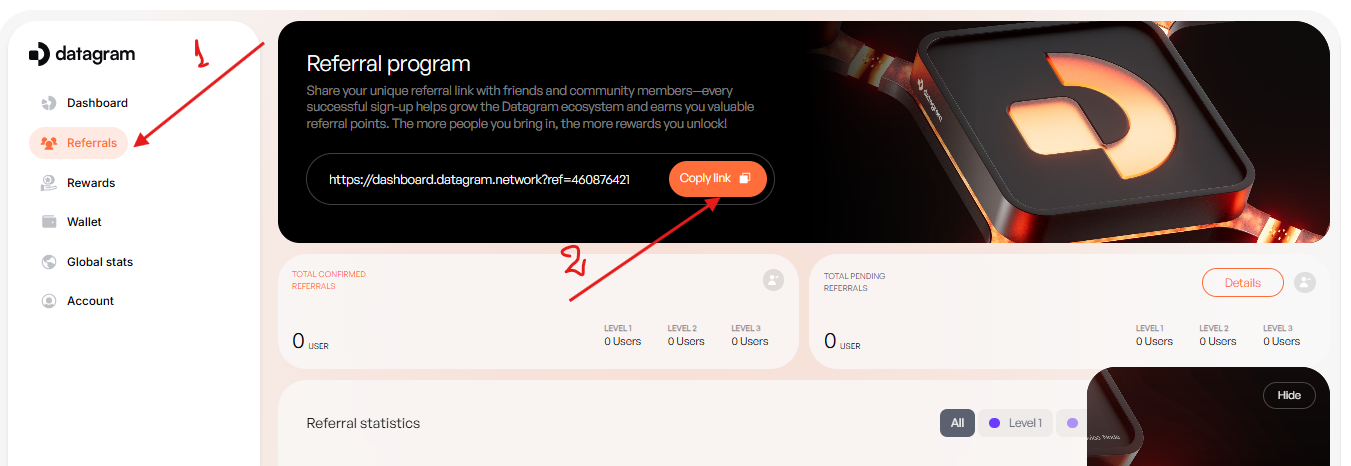 datagram
1
Dashboard
Referrals
Rewards
Wallet
Global stats
Account
Referral program
Share your unique referral link with friends and community members—every
successful sign-up helps grow the Datagram ecosystem and earns you valuable
referral points. The more people you bring in, the more rewards you unlock!
https://dashboard.datagram.network?ref=460876421
Coply link
datagram
2
TOTAL CONFIRMED
REFERRALS
0 USER
LEVEL 1
0 Users
LEVEL 2
0 Users
LEVEL 3
0 Users
TOTAL PENDING
REFERRALS
Details
0 USER
LEVEL 1
0 Users
LEVEL 2
0 Users
LEVEL 3
0 Users
Referral statistics
All
Level 1
Hide
Node